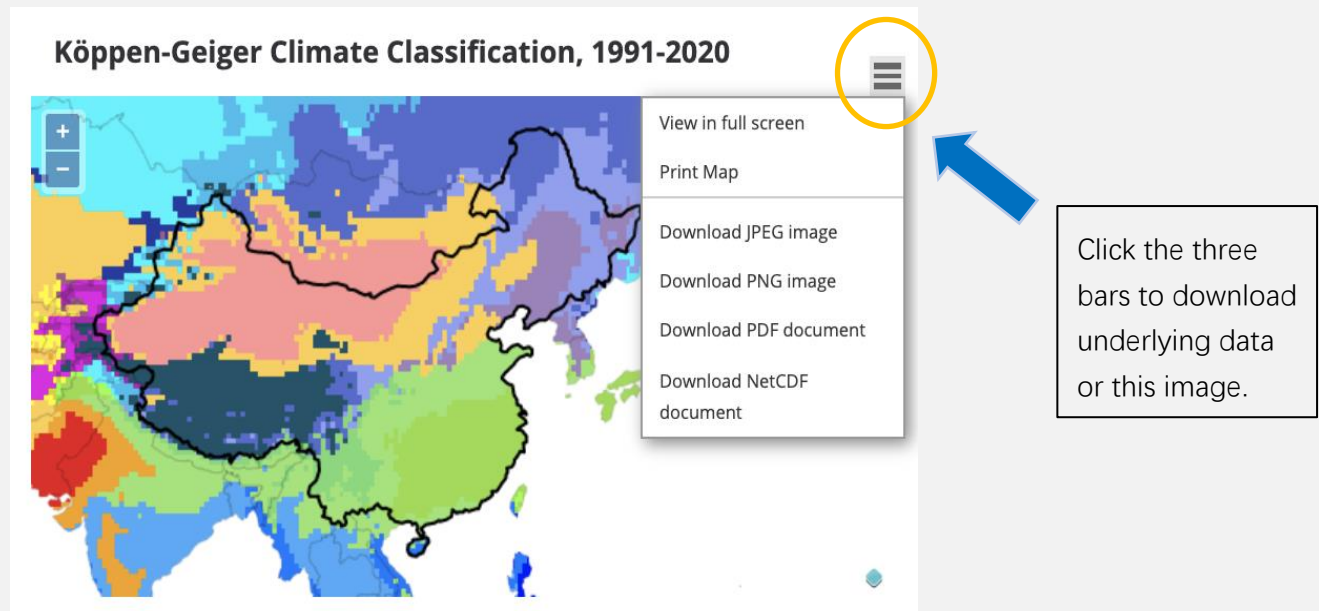 Köppen-Geiger Climate Classification, 1991-2020
+
−
View in full screen
Print Map
Download JPEG image
Download PNG image
Download PDF document
Download NetCDF
document
Click the three
bars to download
underlying data
or this image.